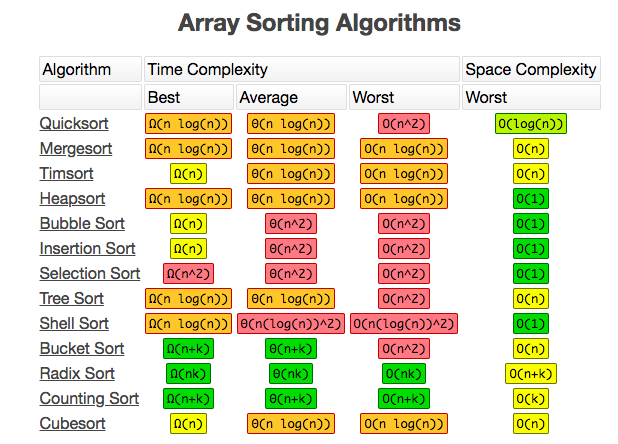 Array Sorting Algorithms
Algorithm Time Complexity Space Complexity
Best Average Worst Worst
Quicksort Ω(n log(n)) Θ(n log(n)) O(n^2) O(log(n))
Mergesort Ω(n log(n)) Θ(n log(n)) O(n log(n)) O(n)
Timsort Ω(n) Θ(n log(n)) O(n log(n)) O(n)
Heapsort Ω(n log(n)) Θ(n log(n)) O(n log(n)) O(1)
Bubble Sort Ω(n) Θ(n^2) O(n^2) O(1)
Insertion Sort Ω(n) Θ(n^2) O(n^2) O(1)
Selection Sort Ω(n^2) Θ(n^2) O(n^2) O(1)
Tree Sort Ω(n log(n)) Θ(n log(n)) O(n^2) O(n)
Shell Sort Ω(n log(n)) Θ(n(log(n))^2) O(n(log(n))^2) O(1)
Bucket Sort Ω(n+k) Θ(n+k) O(n^2) O(n)
Radix Sort Ω(nk) Θ(nk) O(nk) O(n+k)
Counting Sort Ω(n+k) Θ(n+k) O(n+k) O(k)
Cubesort Ω(n) Θ(n log(n)) O(n log(n)) O(n)